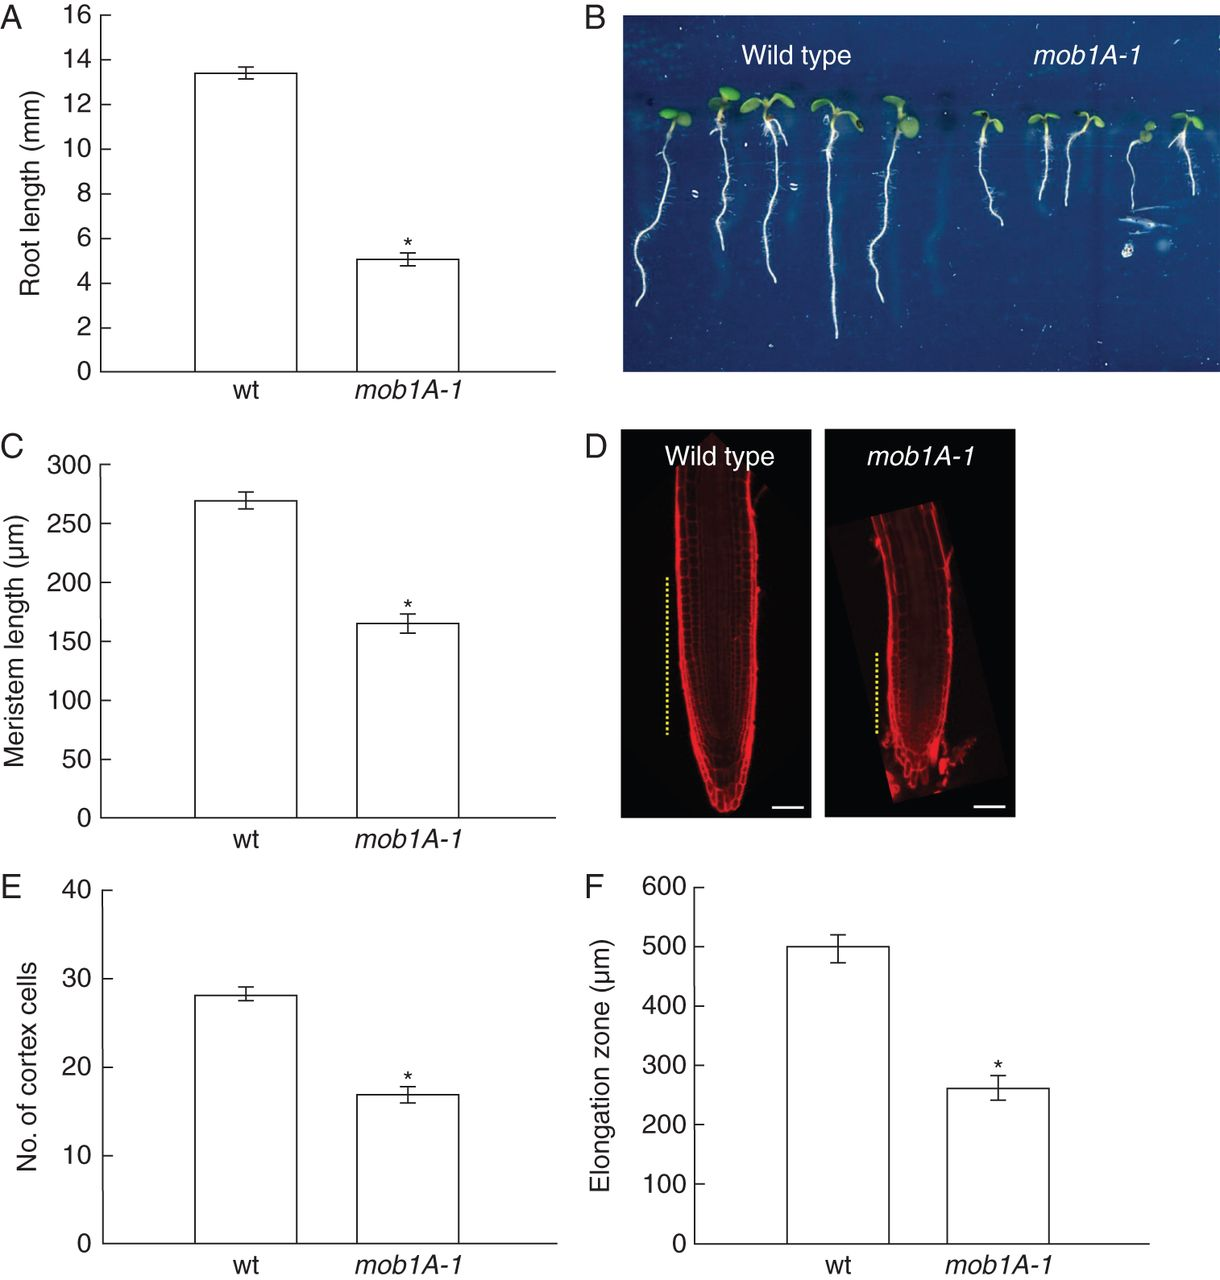 A
16
14
12
10
8
6
4
2
0
Root length (mm)
*
wt
mob1A-1
B
Wild type
mob1A-1
C
300
250
200
150
100
50
0
Meristem length (µm)
*
wt
mob1A-1
D
Wild type
mob1A-1
E
40
30
20
10
0
No. of cortex cells
*
wt
mob1A-1
F
600
500
400
300
200
100
0
Elongation zone (µm)
*
wt
mob1A-1